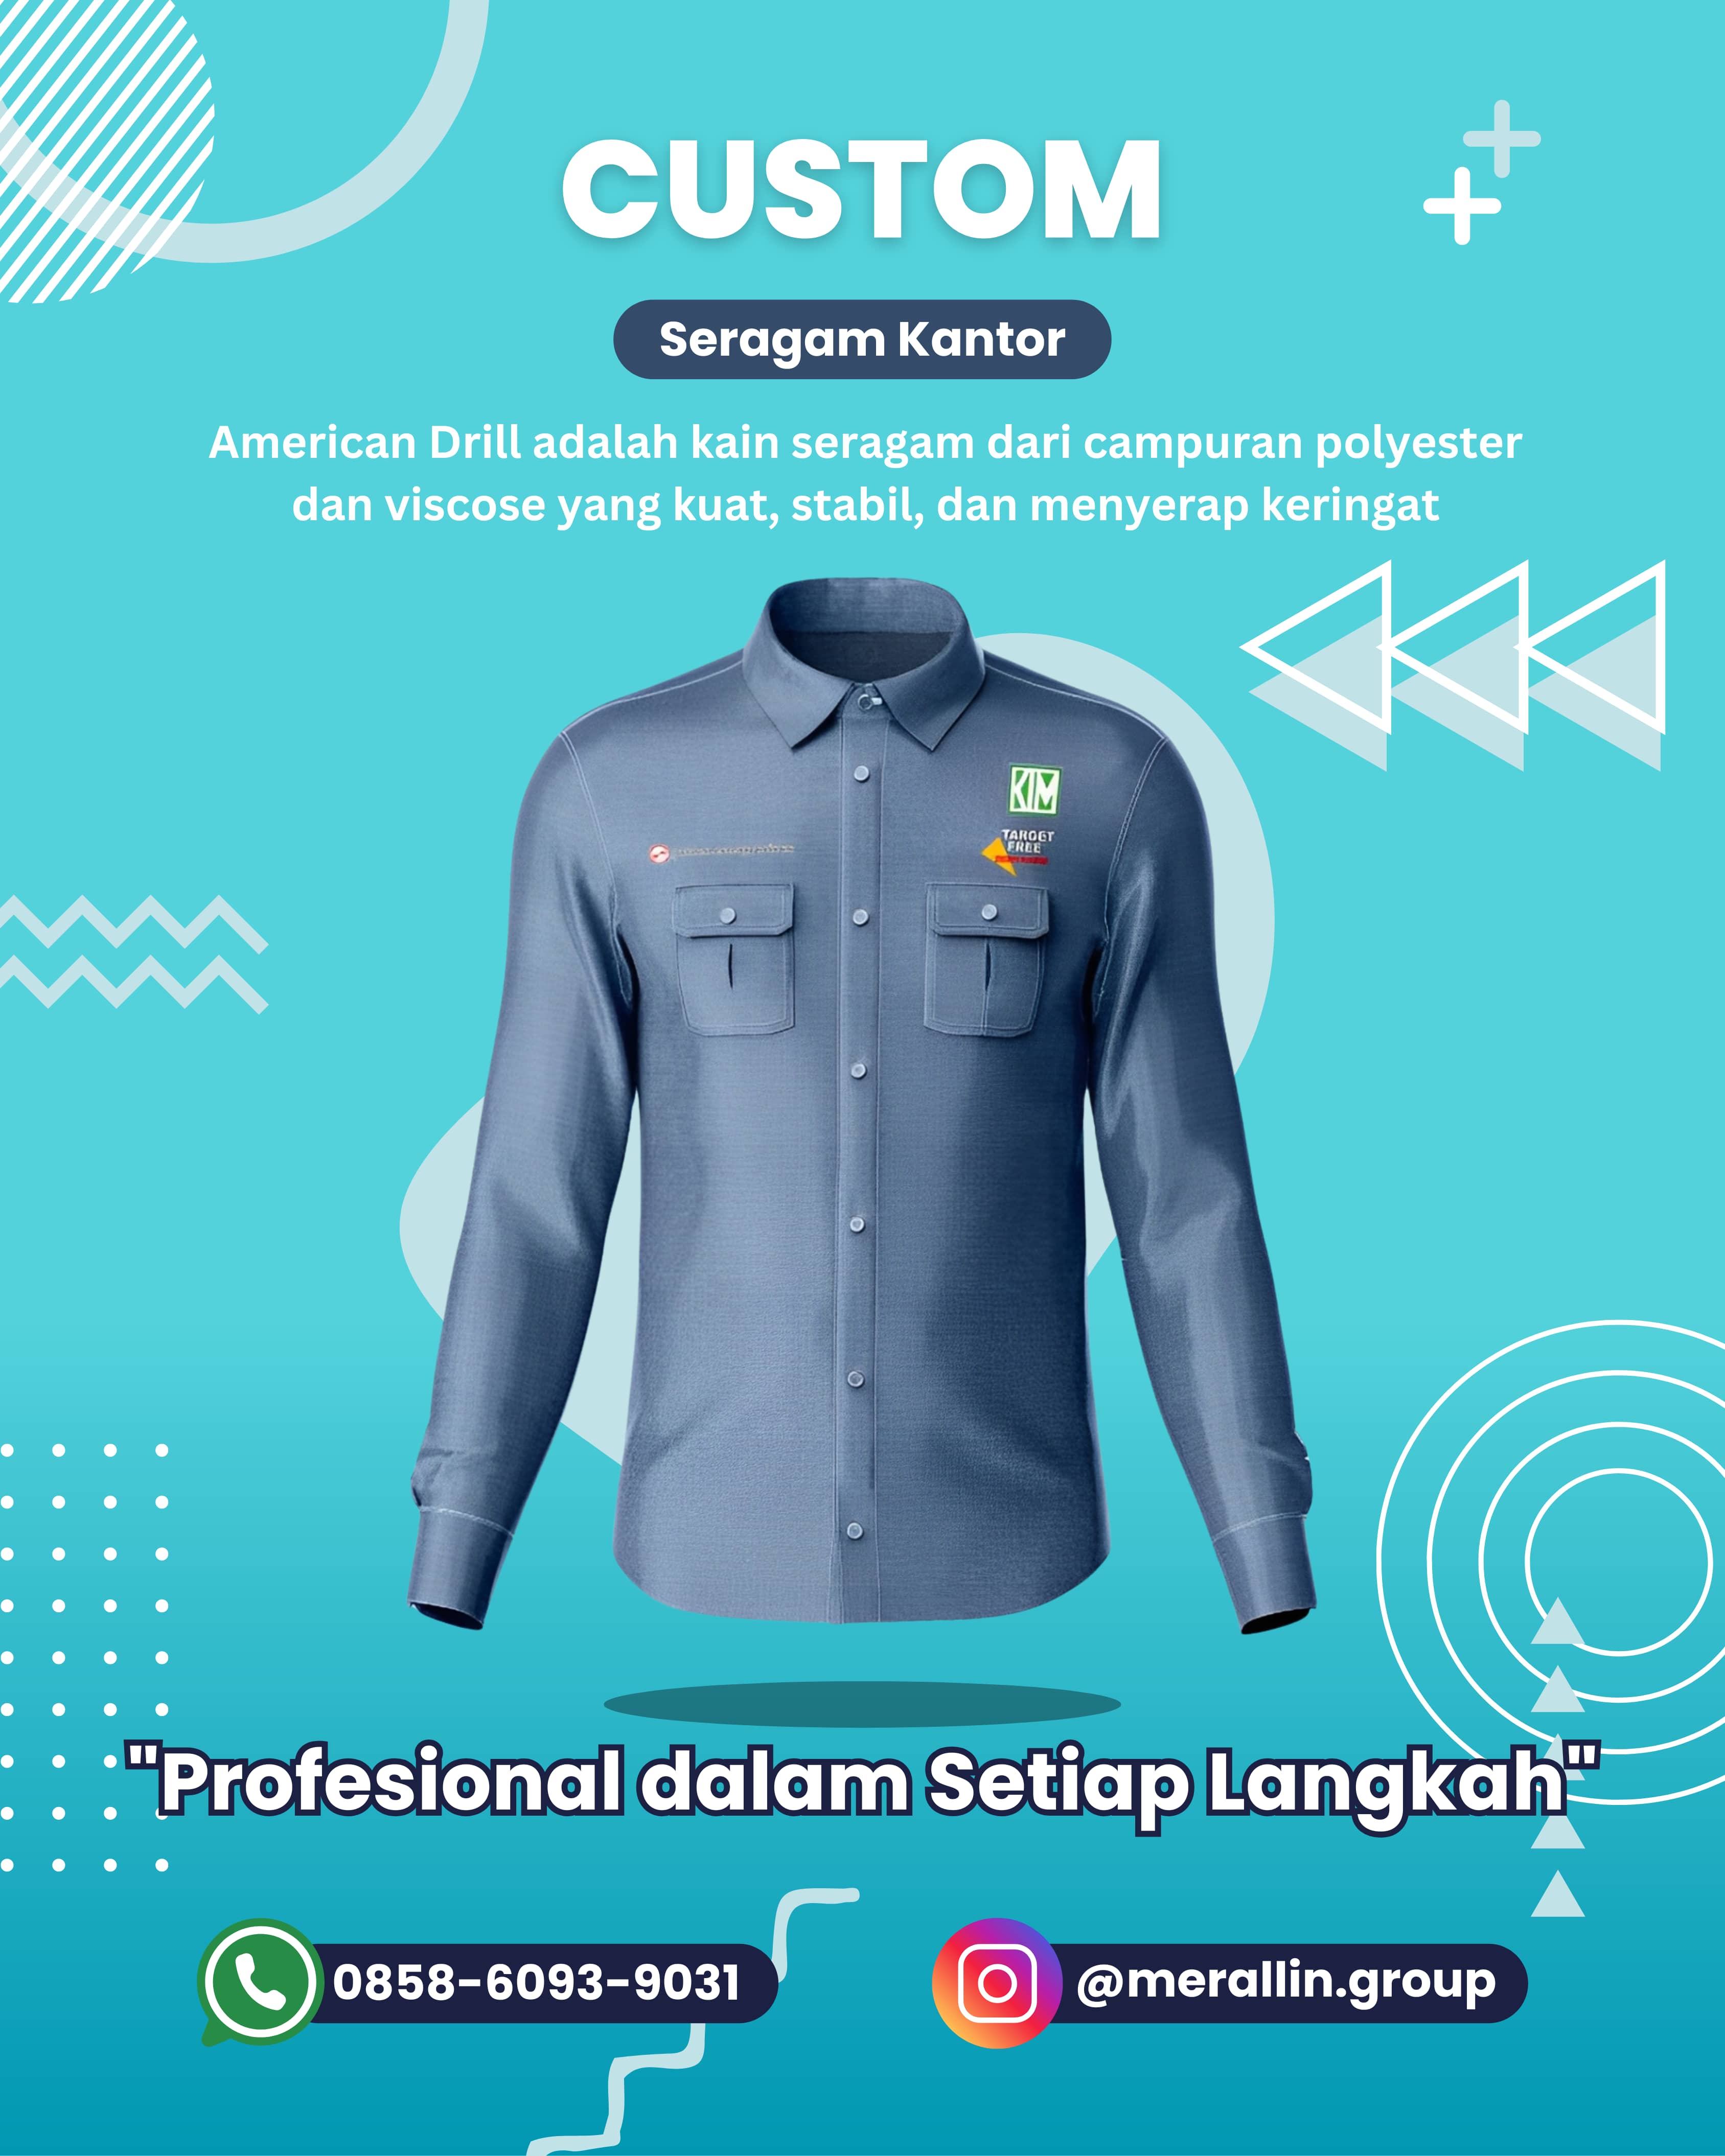 CUSTOM
Seragam Kantor
American Drill adalah kain seragam dari campuran polyester
dan viscose yang kuat, stabil, dan menyerap keringat
KIM
TARGET
FREE
"Profesional dalam Setiap Langkah"
0858-6093-9031
@merallin.group